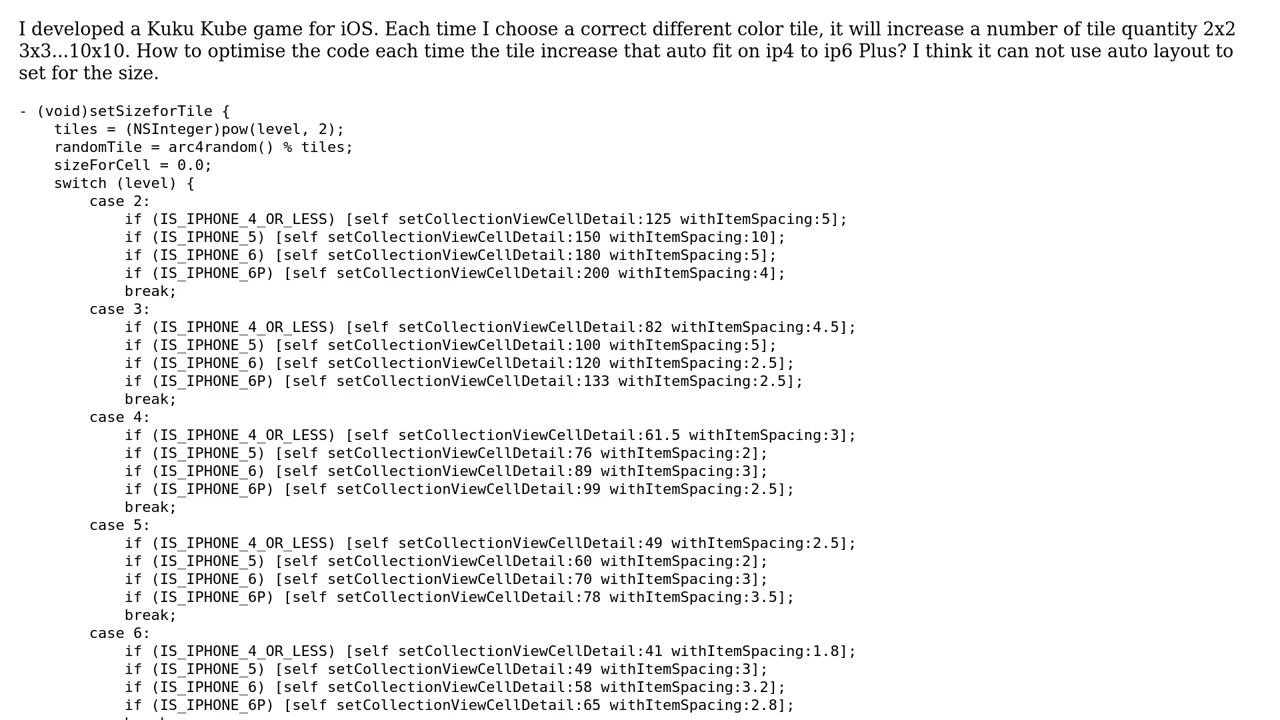 I developed a Kuku Kube game for iOS. Each time I choose a correct different color tile, it will increase a number of tile quantity 2x2
3x3...10x10. How to optimise the code each time the tile increase that auto fit on ip4 to ip6 Plus? I think it can not use auto layout to
set for the size.
- (void)setSizeforTile {
    tiles = (NSInteger)pow(level, 2);
    randomTile = arc4random() % tiles;
    sizeForCell = 0.0;
    switch (level) {
        case 2:
            if (IS_IPHONE_4_OR_LESS) [self setCollectionViewCellDetail:125 withItemSpacing:5];
            if (IS_IPHONE_5) [self setCollectionViewCellDetail:150 withItemSpacing:10];
            if (IS_IPHONE_6) [self setCollectionViewCellDetail:180 withItemSpacing:5];
            if (IS_IPHONE_6P) [self setCollectionViewCellDetail:200 withItemSpacing:4];
            break;
        case 3:
            if (IS_IPHONE_4_OR_LESS) [self setCollectionViewCellDetail:82 withItemSpacing:4.5];
            if (IS_IPHONE_5) [self setCollectionViewCellDetail:100 withItemSpacing:5];
            if (IS_IPHONE_6) [self setCollectionViewCellDetail:120 withItemSpacing:2.5];
            if (IS_IPHONE_6P) [self setCollectionViewCellDetail:133 withItemSpacing:2.5];
            break;
        case 4:
            if (IS_IPHONE_4_OR_LESS) [self setCollectionViewCellDetail:61.5 withItemSpacing:3];
            if (IS_IPHONE_5) [self setCollectionViewCellDetail:76 withItemSpacing:2];
            if (IS_IPHONE_6) [self setCollectionViewCellDetail:89 withItemSpacing:3];
            if (IS_IPHONE_6P) [self setCollectionViewCellDetail:99 withItemSpacing:2.5];
            break;
        case 5:
            if (IS_IPHONE_4_OR_LESS) [self setCollectionViewCellDetail:49 withItemSpacing:2.5];
            if (IS_IPHONE_5) [self setCollectionViewCellDetail:60 withItemSpacing:2];
            if (IS_IPHONE_6) [self setCollectionViewCellDetail:70 withItemSpacing:3];
            if (IS_IPHONE_6P) [self setCollectionViewCellDetail:78 withItemSpacing:3.5];
            break;
        case 6:
            if (IS_IPHONE_4_OR_LESS) [self setCollectionViewCellDetail:41 withItemSpacing:1.8];
            if (IS_IPHONE_5) [self setCollectionViewCellDetail:49 withItemSpacing:3];
            if (IS_IPHONE_6) [self setCollectionViewCellDetail:58 withItemSpacing:3.2];
            if (IS_IPHONE_6P) [self setCollectionViewCellDetail:65 withItemSpacing:2.8];